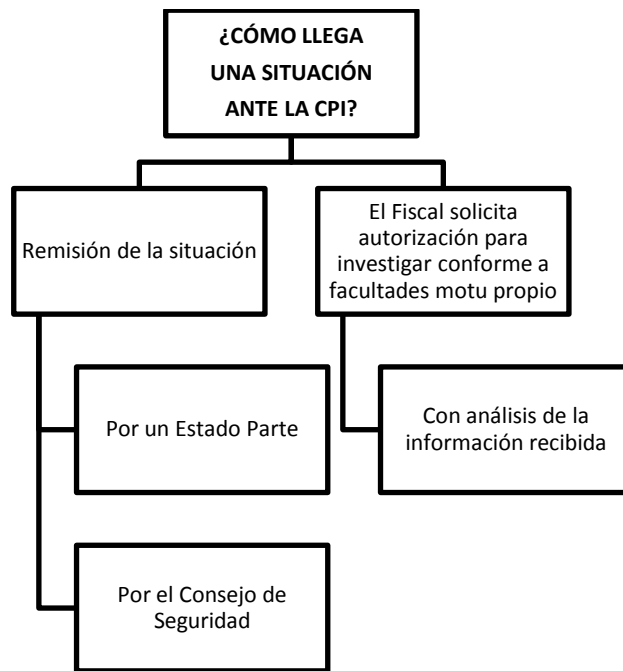 ¿CÓMO LLEGA
UNA SITUACIÓN
ANTE LA CPI?
Remisión de la situación
El Fiscal solicita
autorización para
investigar conforme a
facultades motu propio
Por un Estado Parte
Con análisis de la
información recibida
Por el Consejo de
Seguridad